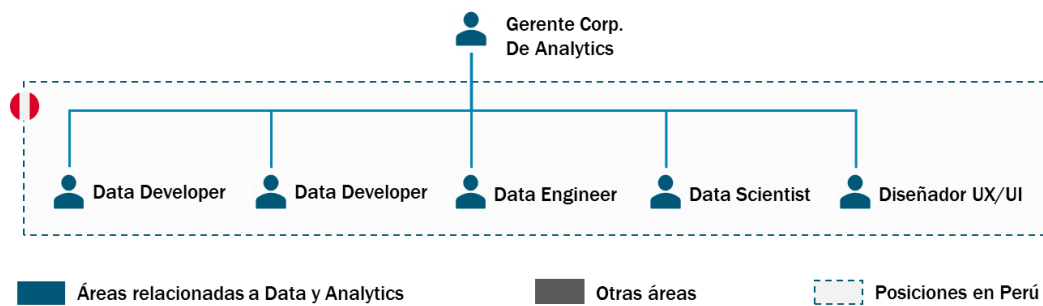 Gerente Corp.
De Analytics
Data Developer
Data Developer
Data Engineer
Data Scientist
Diseñador UX/UI
Áreas relacionadas a Data y Analytics
Otras áreas
Posiciones en Perú